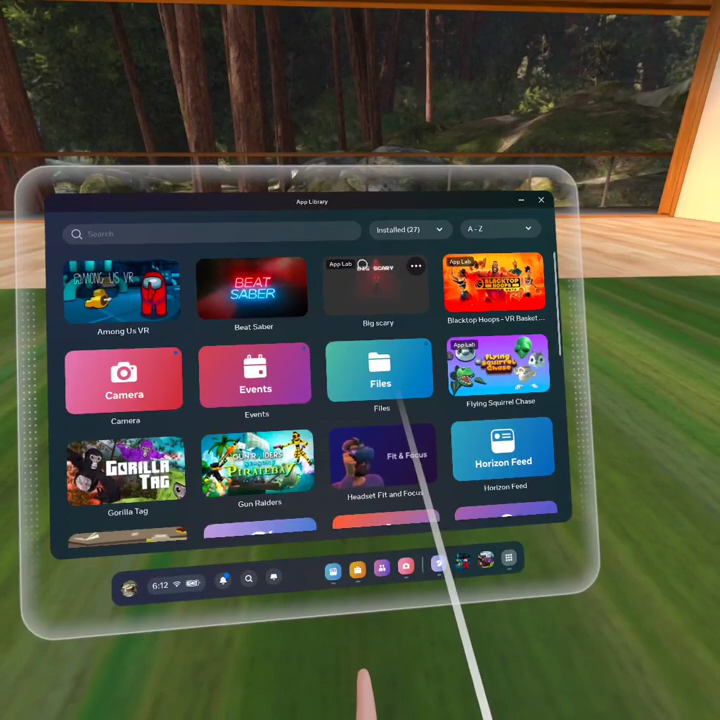 App Library
Search
Installed (27)
A - Z
AMONG US VR
BEAT
SABER
App Lab
BIG SCARY
App Lab
BLACKTOP
HOOPS
Among Us VR
Beat Saber
Big scary
Blacktop Hoops - VR Basket...
Camera
Events
Files
App Lab
Flying
Squirrel
Chase
Camera
Events
Files
Flying Squirrel Chase
GORILLA
TAG
GUN RAIDERS
PIRATEBAY
Fit & Focus
Horizon Feed
Gorilla Tag
Gun Raiders
Headset Fit and Focus
Horizon Feed
6:12